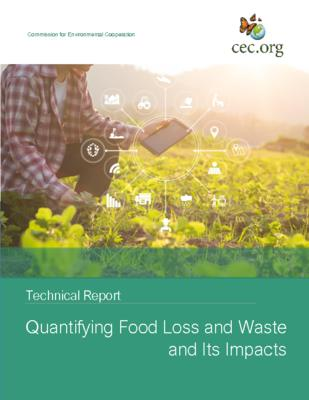 Commission for Environmental Cooperation
cec.org
Technical Report
Quantifying Food Loss and Waste
and Its Impacts